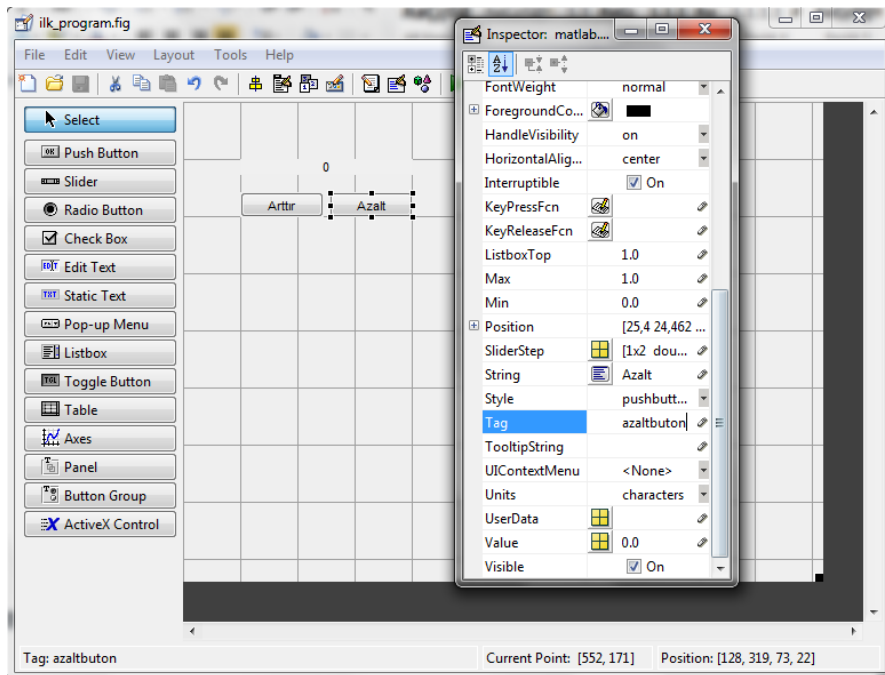 ilk_program.fig
File Edit View Layout Tools Help
Select
OK Push Button
Slider
Radio Button
Check Box
EDIT Edit Text
TXT Static Text
Pop-up Menu
Listbox
TGL Toggle Button
Table
Axes
Panel
Button Group
ActiveX Control
0
Arttır
Azalt
Inspector: matlab....
FontWeight normal
ForegroundCo...
HandleVisibility on
HorizontalAlig... center
Interruptible On
KeyPressFcn
KeyReleaseFcn
ListboxTop 1.0
Max 1.0
Min 0.0
Position [25,4 24,462 ...
SliderStep [1x2 dou...
String Azalt
Style pushbutt...
Tag azaltbuton
TooltipString
UIContextMenu <None>
Units characters
UserData
Value 0.0
Visible On
Tag: azaltbuton
Current Point: [552, 171]
Position: [128, 319, 73, 22]